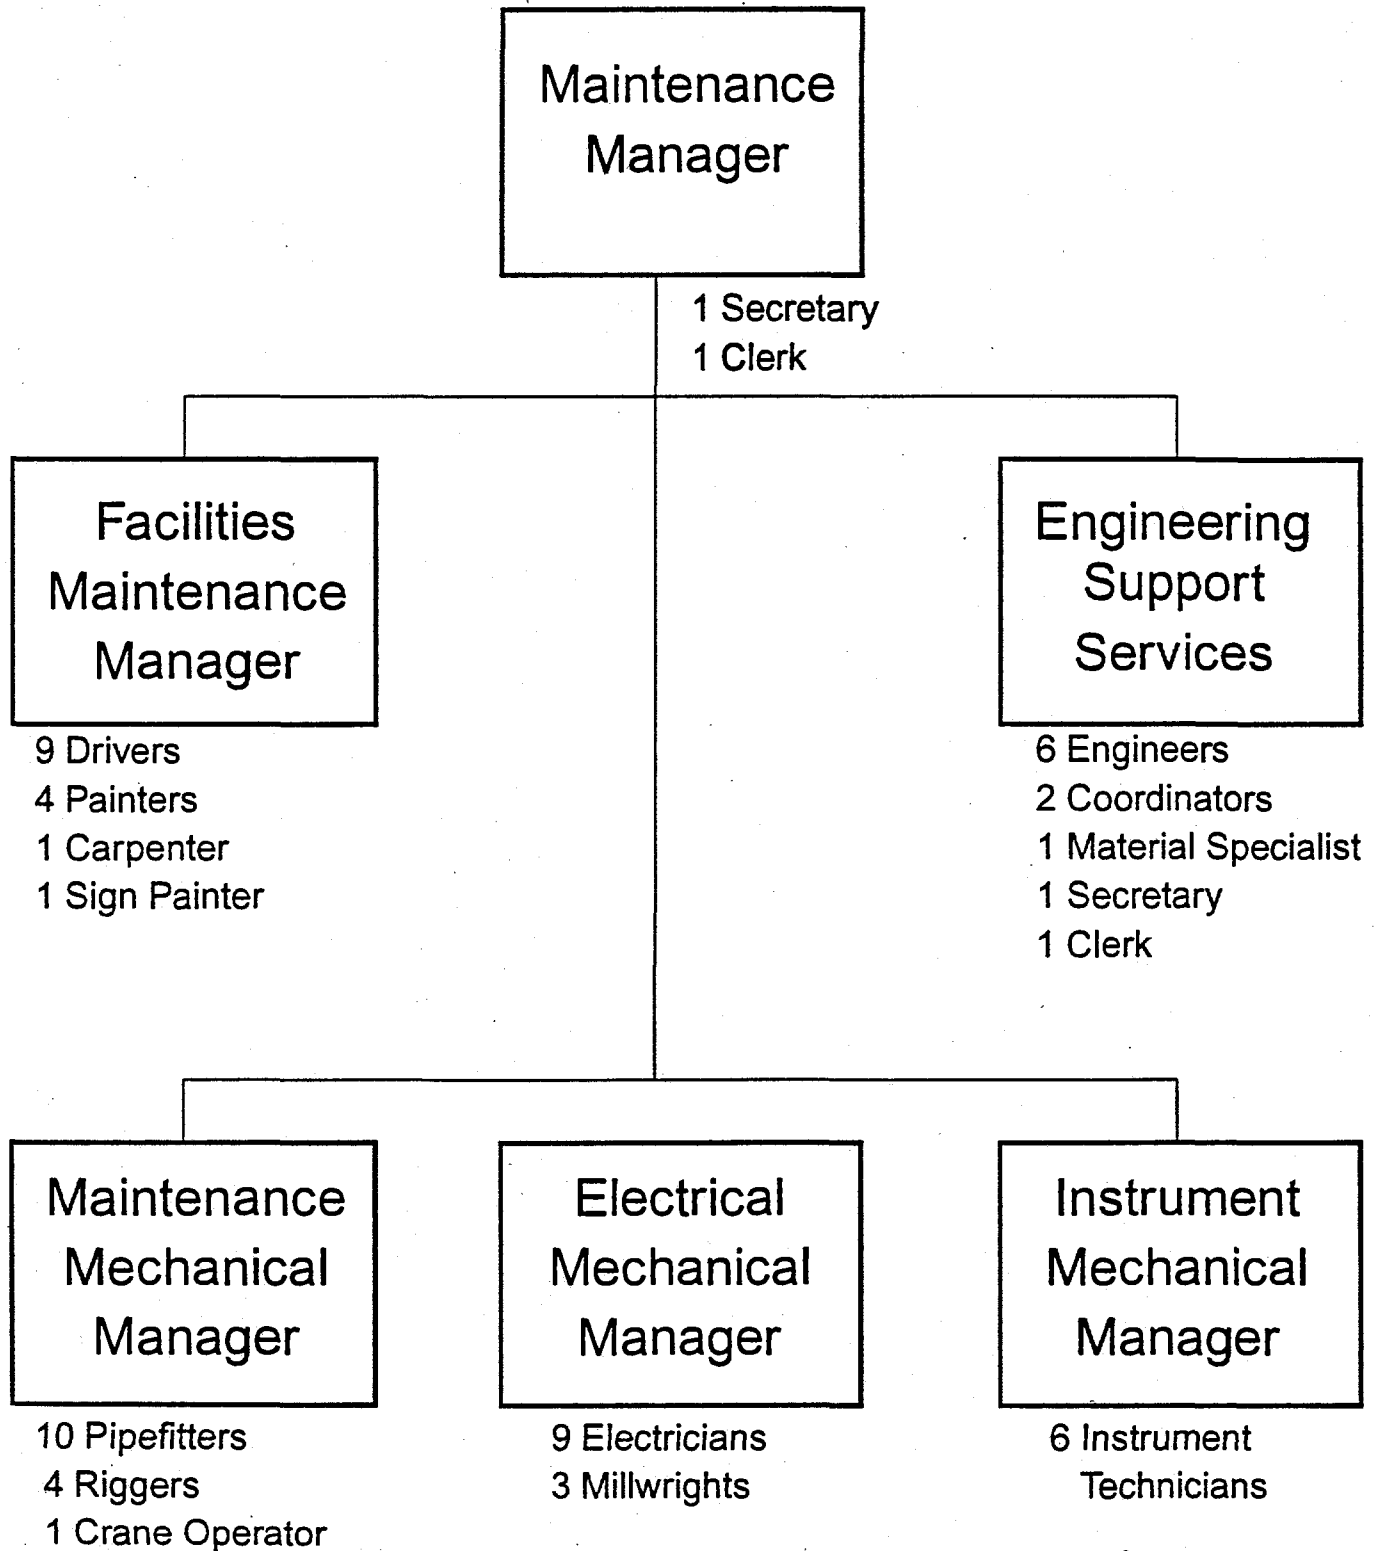 Maintenance
Manager
1 Secretary
1 Clerk
Facilities
Maintenance
Manager
9 Drivers
4 Painters
1 Carpenter
1 Sign Painter
Engineering
Support
Services
6 Engineers
2 Coordinators
1 Material Specialist
1 Secretary
1 Clerk
Maintenance
Mechanical
Manager
10 Pipefitters
4 Riggers
1 Crane Operator
Electrical
Mechanical
Manager
9 Electricians
3 Millwrights
Instrument
Mechanical
Manager
6 Instrument
Technicians